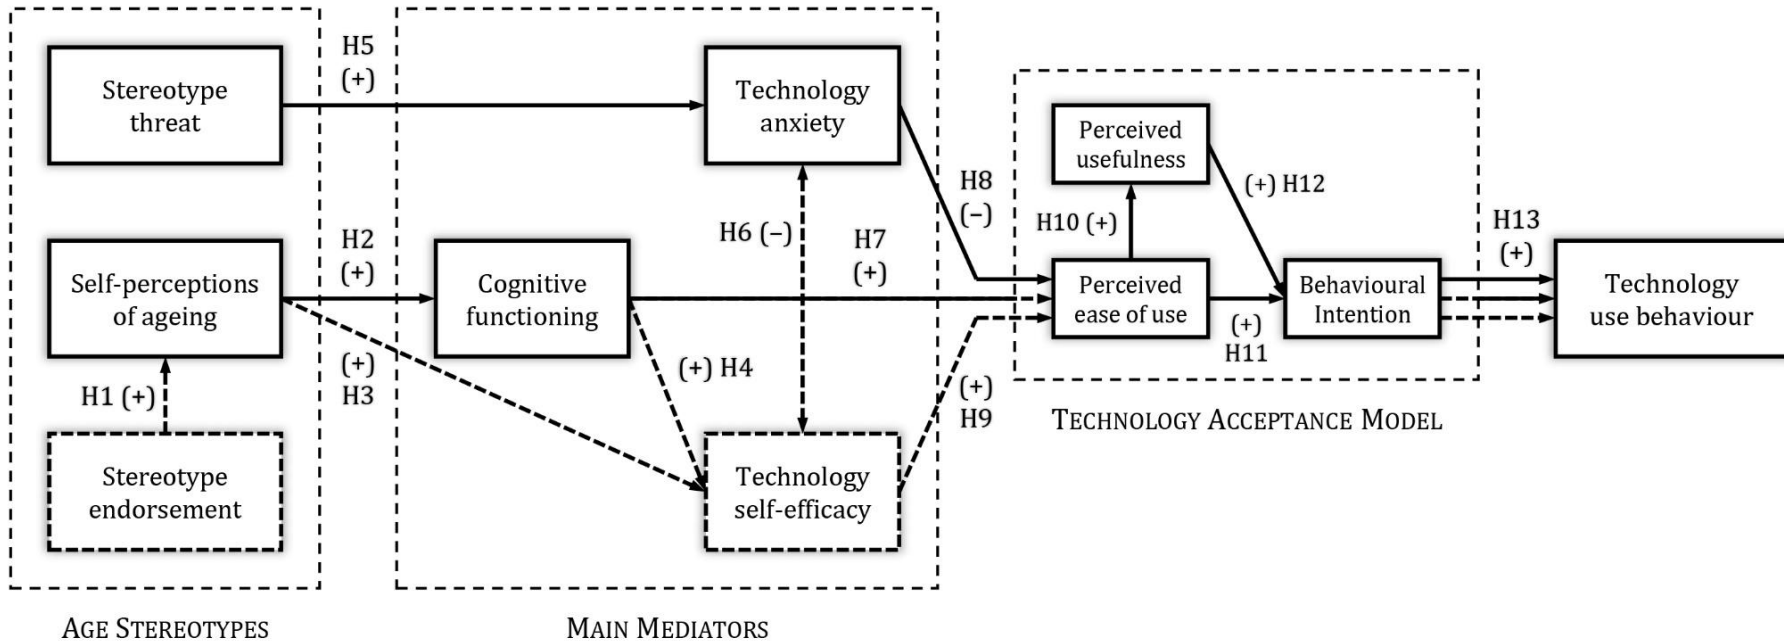 H5
(+)
Stereotype
threat
Technology
anxiety
Perceived
usefulness
H8
(−)
(+) H12
H10 (+)
H13
(+)
H2
(+)
H6 (−)
H7
(+)
Self-perceptions
of ageing
Cognitive
functioning
Perceived
ease of use
Behavioural
Intention
Technology
use behaviour
(+)
H11
H1 (+)
(+)
H3
(+) H4
(+)
H9
TECHNOLOGY ACCEPTANCE MODEL
Stereotype
endorsement
Technology
self-efficacy
AGE STEREOTYPES
MAIN MEDIATORS